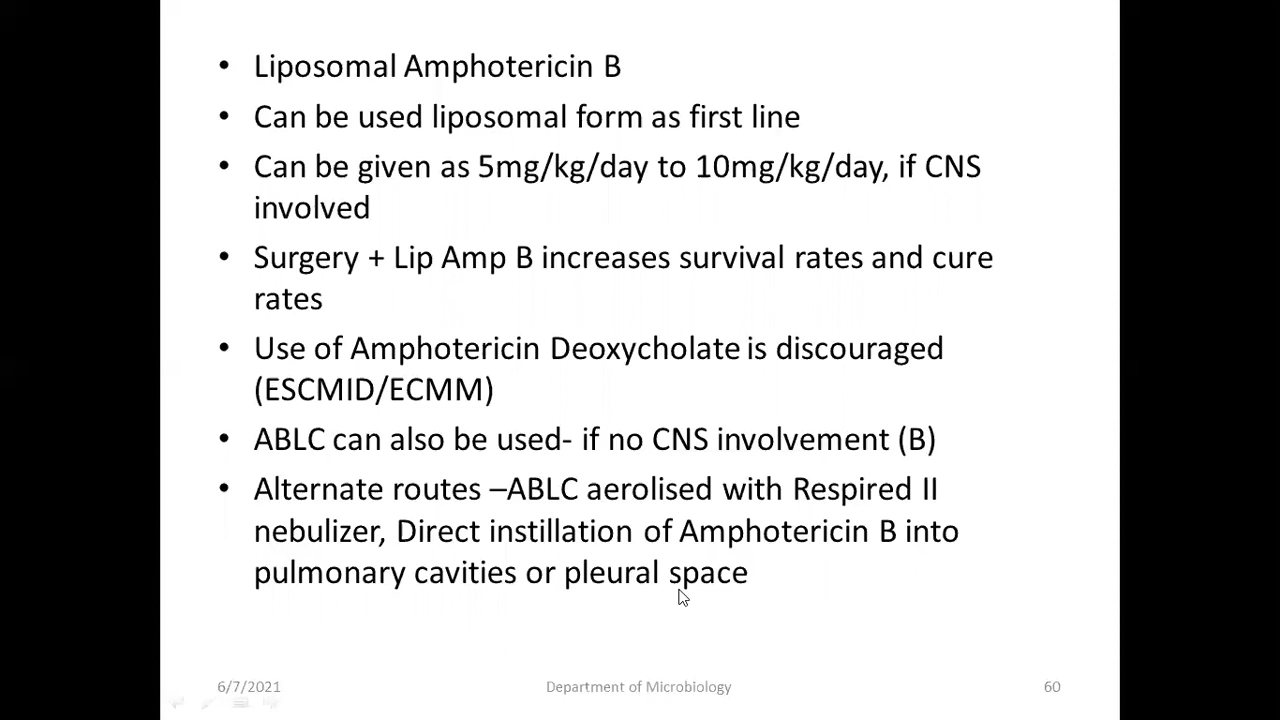 • Liposomal Amphotericin B
• Can be used liposomal form as first line
• Can be given as 5mg/kg/day to 10mg/kg/day, if CNS
involved
• Surgery + Lip Amp B increases survival rates and cure
rates
• Use of Amphotericin Deoxycholate is discouraged
(ESCMID/ECMM)
• ABLC can also be used- if no CNS involvement (B)
• Alternate routes –ABLC aerolised with Respired II
nebulizer, Direct instillation of Amphotericin B into
pulmonary cavities or pleural space
6/7/2021 Department of Microbiology 60